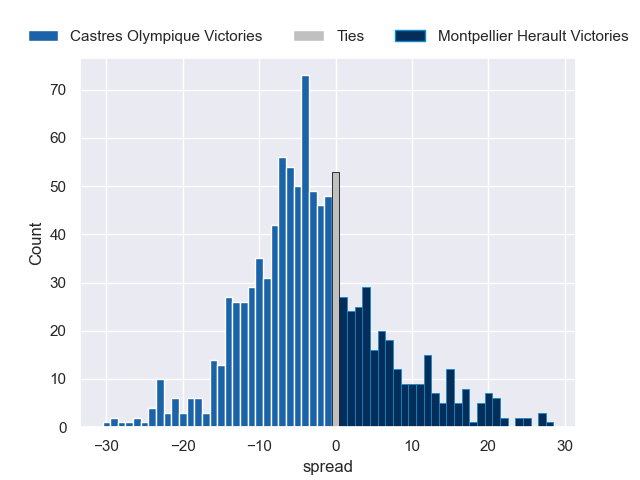 Castres Olympique Victories Ties Montpellier Herault Victories
70
60
50
40
30
20
10
0
Count
−30 −20 −10 0 10 20 30
spread